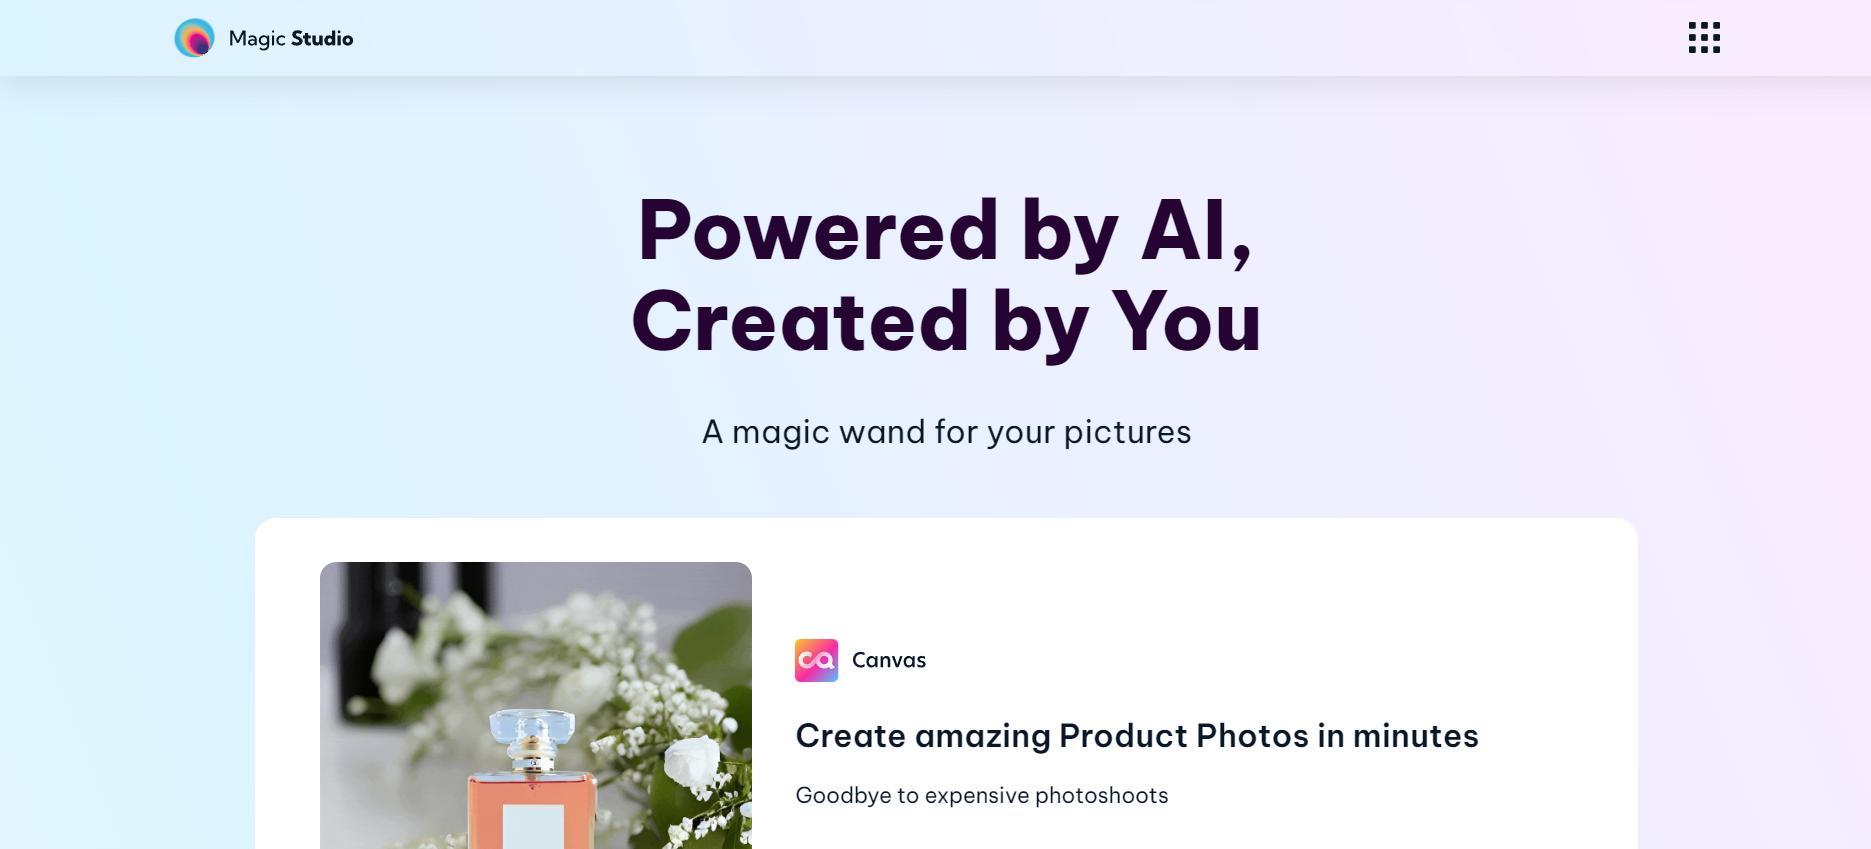 Magic Studio
Powered by AI,
Created by You
A magic wand for your pictures
ca Canvas
Create amazing Product Photos in minutes
Goodbye to expensive photoshoots